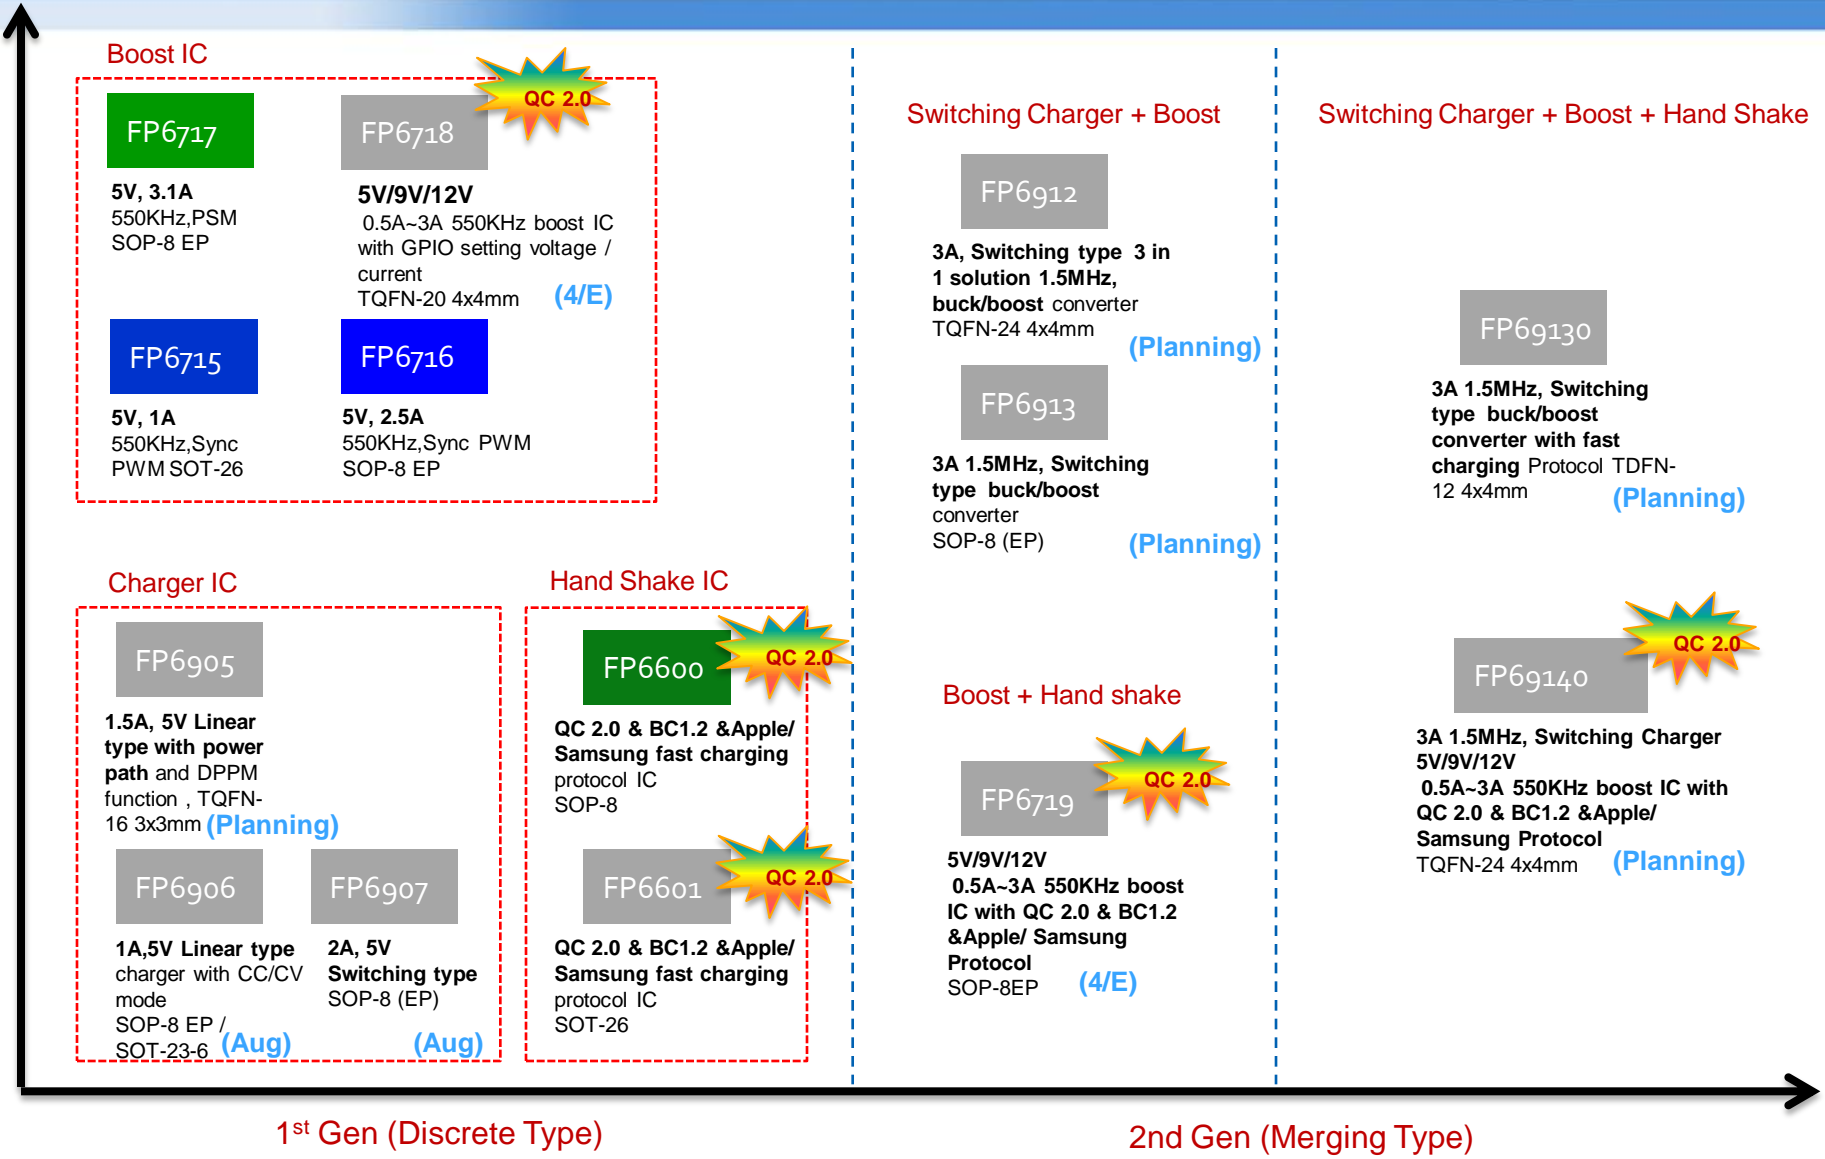 Boost IC
QC 2.0
FP6717
FP6718
5V, 3.1A
550KHz,PSM
SOP-8 EP
5V/9V/12V
0.5A~3A 550KHz boost IC
with GPIO setting voltage /
current
TQFN-20 4x4mm
(4/E)
FP6715
FP6716
5V, 1A
550KHz,Sync
PWM SOT-26
5V, 2.5A
550KHz,Sync PWM
SOP-8 EP
Charger IC
FP6905
1.5A, 5V Linear
type with power
path and DPPM
function , TQFN-
16 3x3mm (Planning)
FP6906
FP6907
1A,5V Linear type
charger with CC/CV
mode
SOP-8 EP /
SOT-23-6 (Aug)
2A, 5V
Switching type
SOP-8 (EP)
(Aug)
Hand Shake IC
QC 2.0
FP6600
QC 2.0 & BC1.2 &Apple/
Samsung fast charging
protocol IC
SOP-8
QC 2.0
FP6601
QC 2.0 & BC1.2 &Apple/
Samsung fast charging
protocol IC
SOT-26
Switching Charger + Boost
FP6912
3A, Switching type 3 in
1 solution 1.5MHz,
buck/boost converter
TQFN-24 4x4mm
(Planning)
FP6913
3A 1.5MHz, Switching
type buck/boost
converter
SOP-8 (EP)
(Planning)
Boost + Hand shake
QC 2.0
FP6719
5V/9V/12V
0.5A~3A 550KHz boost
IC with QC 2.0 & BC1.2
&Apple/ Samsung
Protocol
SOP-8EP
(4/E)
Switching Charger + Boost + Hand Shake
FP69130
3A 1.5MHz, Switching
type buck/boost
converter with fast
charging Protocol TDFN-
12 4x4mm
(Planning)
QC 2.0
FP69140
3A 1.5MHz, Switching Charger
5V/9V/12V
0.5A~3A 550KHz boost IC with
QC 2.0 & BC1.2 &Apple/
Samsung Protocol
TQFN-24 4x4mm
(Planning)
1st Gen (Discrete Type)
2nd Gen (Merging Type)